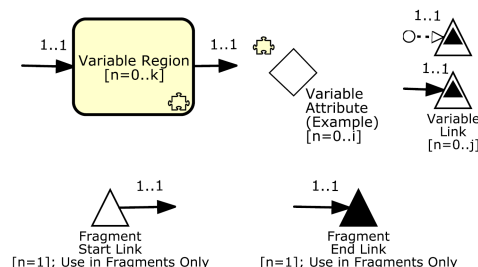 1..1
1..1
1..1
Variable Region
[n=0..k]
1..1
Variable
Attribute
(Example)
[n=0..i]
Variable
Link
[n=0..j]
1..1
1..1
Fragment
Start Link
[n=1]; Use in Fragments Only
Fragment
End Link
[n=1]; Use in Fragments Only